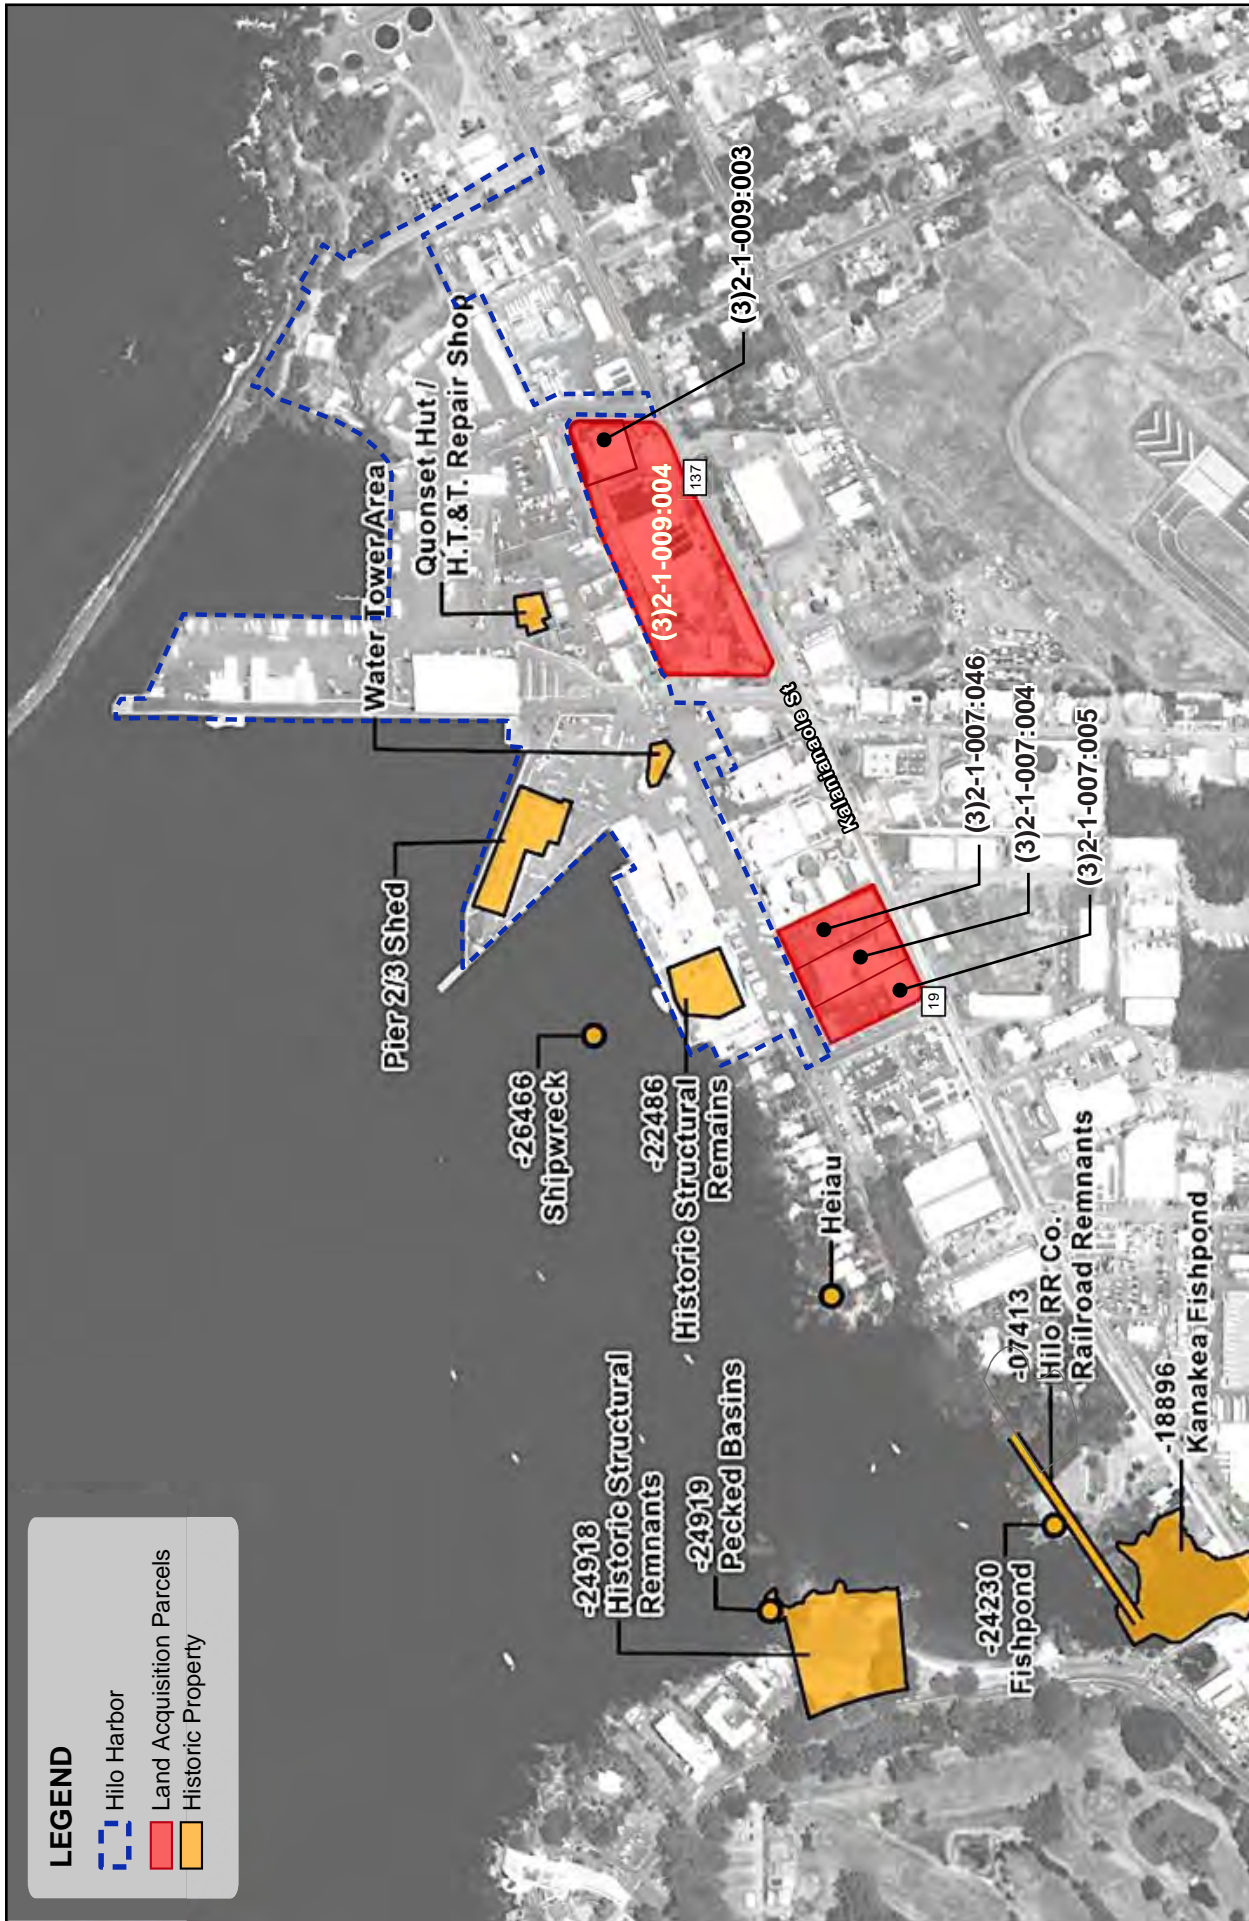 LEGEND
Hilo Harbor
Land Acquisition Parcels
Historic Property
-24918
Historic Structural
Remnants
-24919
Pecked Basins
-24230
Fishpond
-18896
Kanakea Fishpond
-07413
Hilo RR Co.
Railroad Remnants
Heiau
-22486
Historic Structural
Remains
-26466
Shipwreck
Pier 2/3 Shed
Water Tower Area
Quonset Hut /
H.T.&T. Repair Shop
(3)2-1-007:046
(3)2-1-007:004
(3)2-1-007:005
19
Kalanianaole St
(3)2-1-009:004
137
(3)2-1-009:003